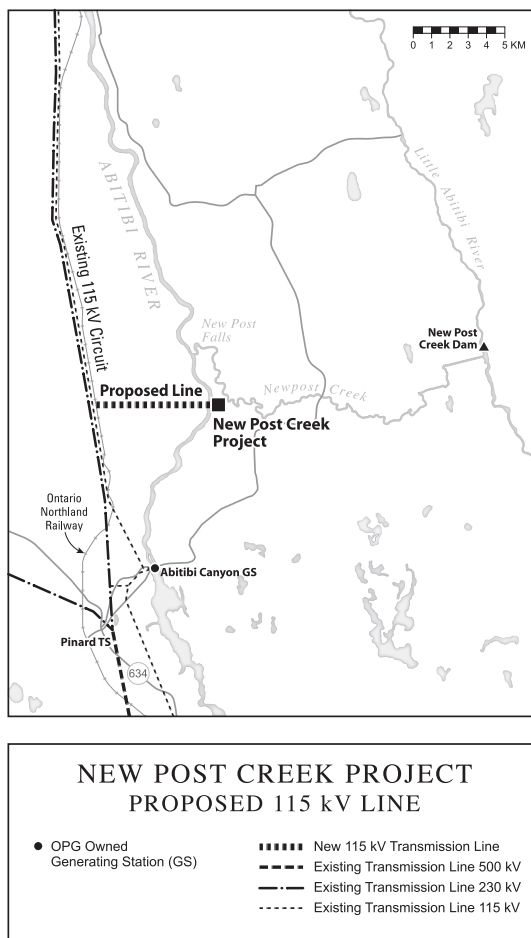 0 1 2 3 4 5 KM
ABITIBI RIVER
Little Abitibi River
Existing 115 kV Circuit
New Post
Falls
New Post
Creek Dam
Newpost Creek
Proposed Line
New Post Creek
Project
Ontario
Northland
Railway
Abitibi Canyon GS
Pinard TS
634
NEW POST CREEK PROJECT
PROPOSED 115 kV LINE
OPG Owned
Generating Station (GS)
New 115 kV Transmission Line
Existing Transmission Line 500 kV
Existing Transmission Line 230 kV
Existing Transmission Line 115 kV